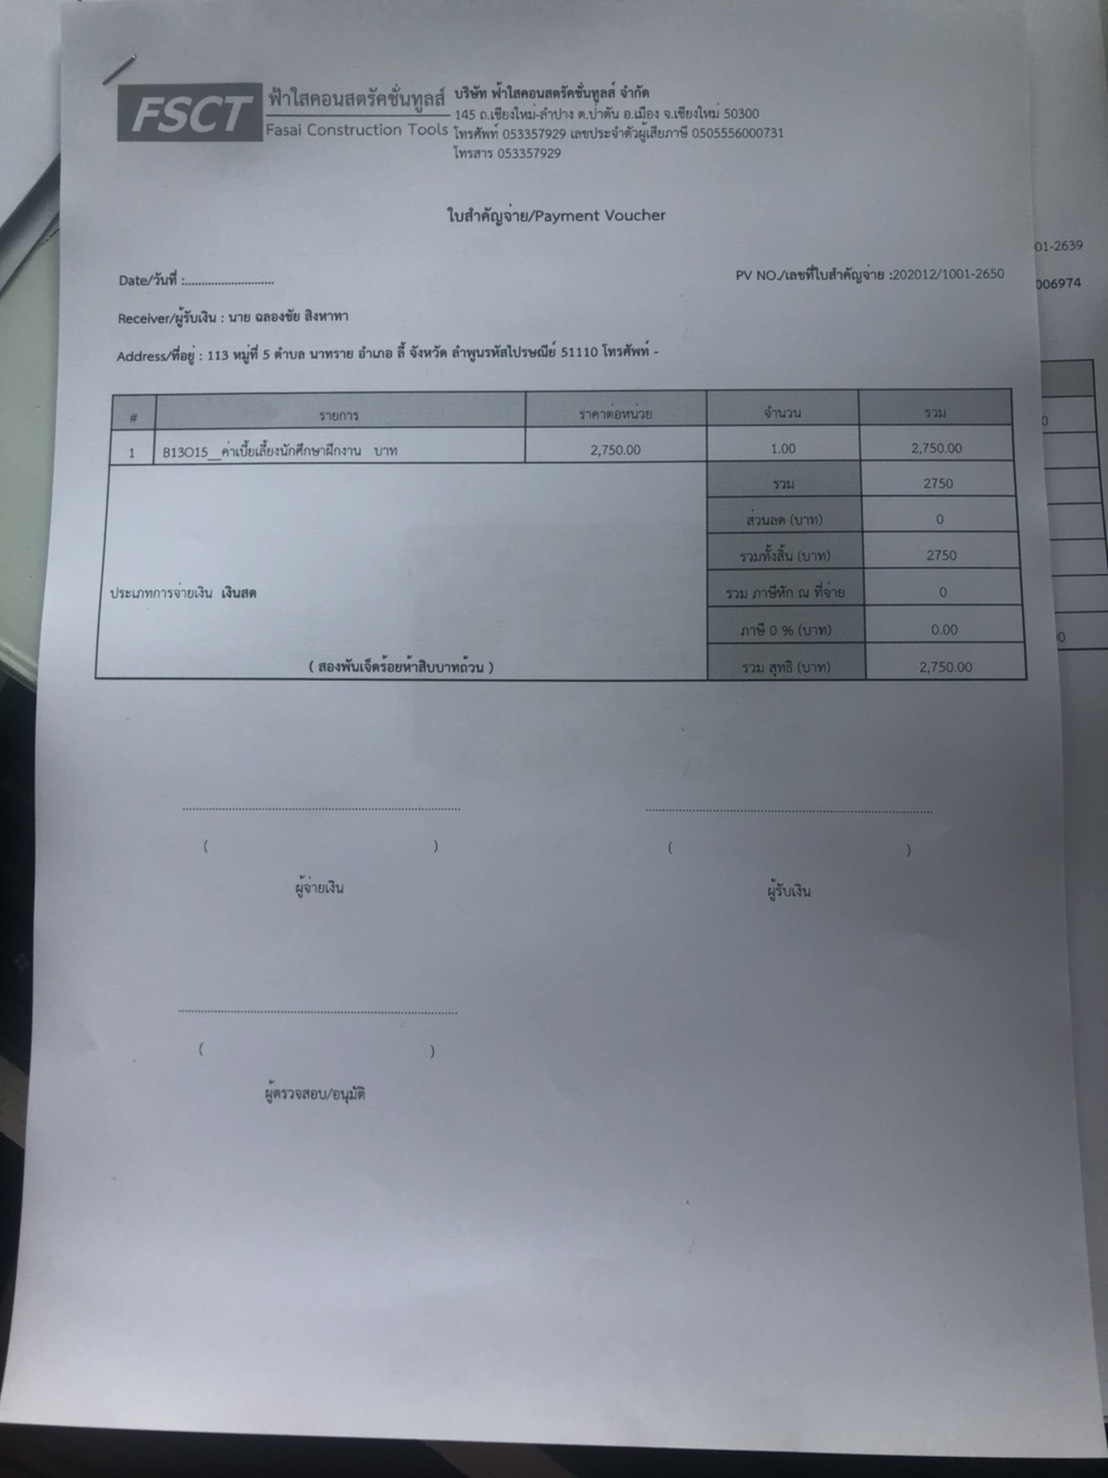 FSCT
ฟ้าใสคอนสตรัคชั่นทูลส์
Fasai Construction Tools
บริษัท ฟ้าใสคอนสตรัคชั่นทูลส์ จำกัด
145 ถ.เชียงใหม่-ลำปาง ต.ป่าตัน อ.เมือง จ.เชียงใหม่ 50300
โทรศัพท์ 053357929 เลขประจำตัวผู้เสียภาษี 0505556000731
โทรสาร 053357929
ใบสำคัญจ่าย/Payment Voucher
01-2639
Date/วันที่ :...........................
PV NO./เลขที่ใบสำคัญจ่าย :202012/1001-2650
006974
Receiver/ผู้รับเงิน : นาย ฉลองชัย สิงหาทา
Address/ที่อยู่ : 113 หมู่ที่ 5 ตำบล นาทราย อำเภอ ลี้ จังหวัด ลำพูนรหัสไปรษณีย์ 51110 โทรศัพท์ -
# รายการ ราคาต่อหน่วย จำนวน รวม
1 B13O15__ค่าเบี้ยเลี้ยงนักศึกษาฝึกงาน บาท 2,750.00 1.00 2,750.00
รวม 2750
ส่วนลด (บาท) 0
รวมทั้งสิ้น (บาท) 2750
ประเภทการจ่ายเงิน เงินสด
รวม ภาษีหัก ณ ที่จ่าย 0
ภาษี 0 % (บาท) 0.00
( สองพันเจ็ดร้อยห้าสิบบาทถ้วน )
รวม สุทธิ (บาท) 2,750.00
( )
( )
ผู้จ่ายเงิน
ผู้รับเงิน
( )
ผู้ตรวจสอบ/อนุมัติ